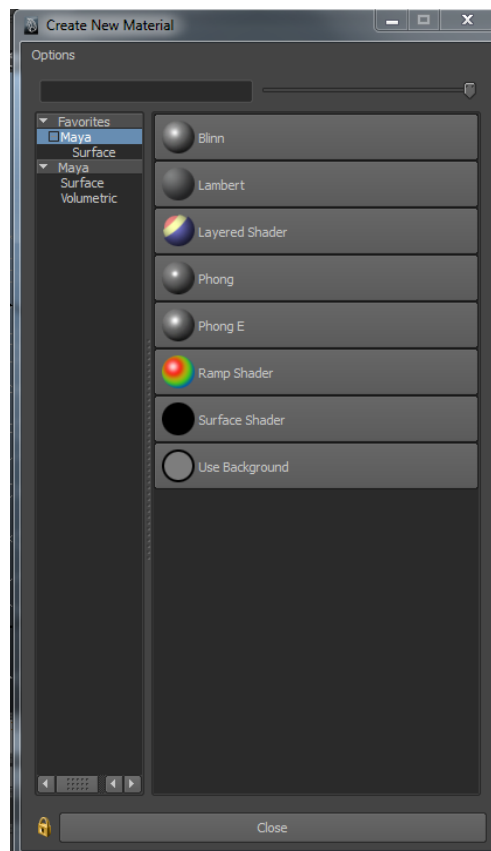 Create New Material
Options
Favorites
Maya
Surface
Maya
Surface
Volumetric
Blinn
Lambert
Layered Shader
Phong
Phong E
Ramp Shader
Surface Shader
Use Background
Close